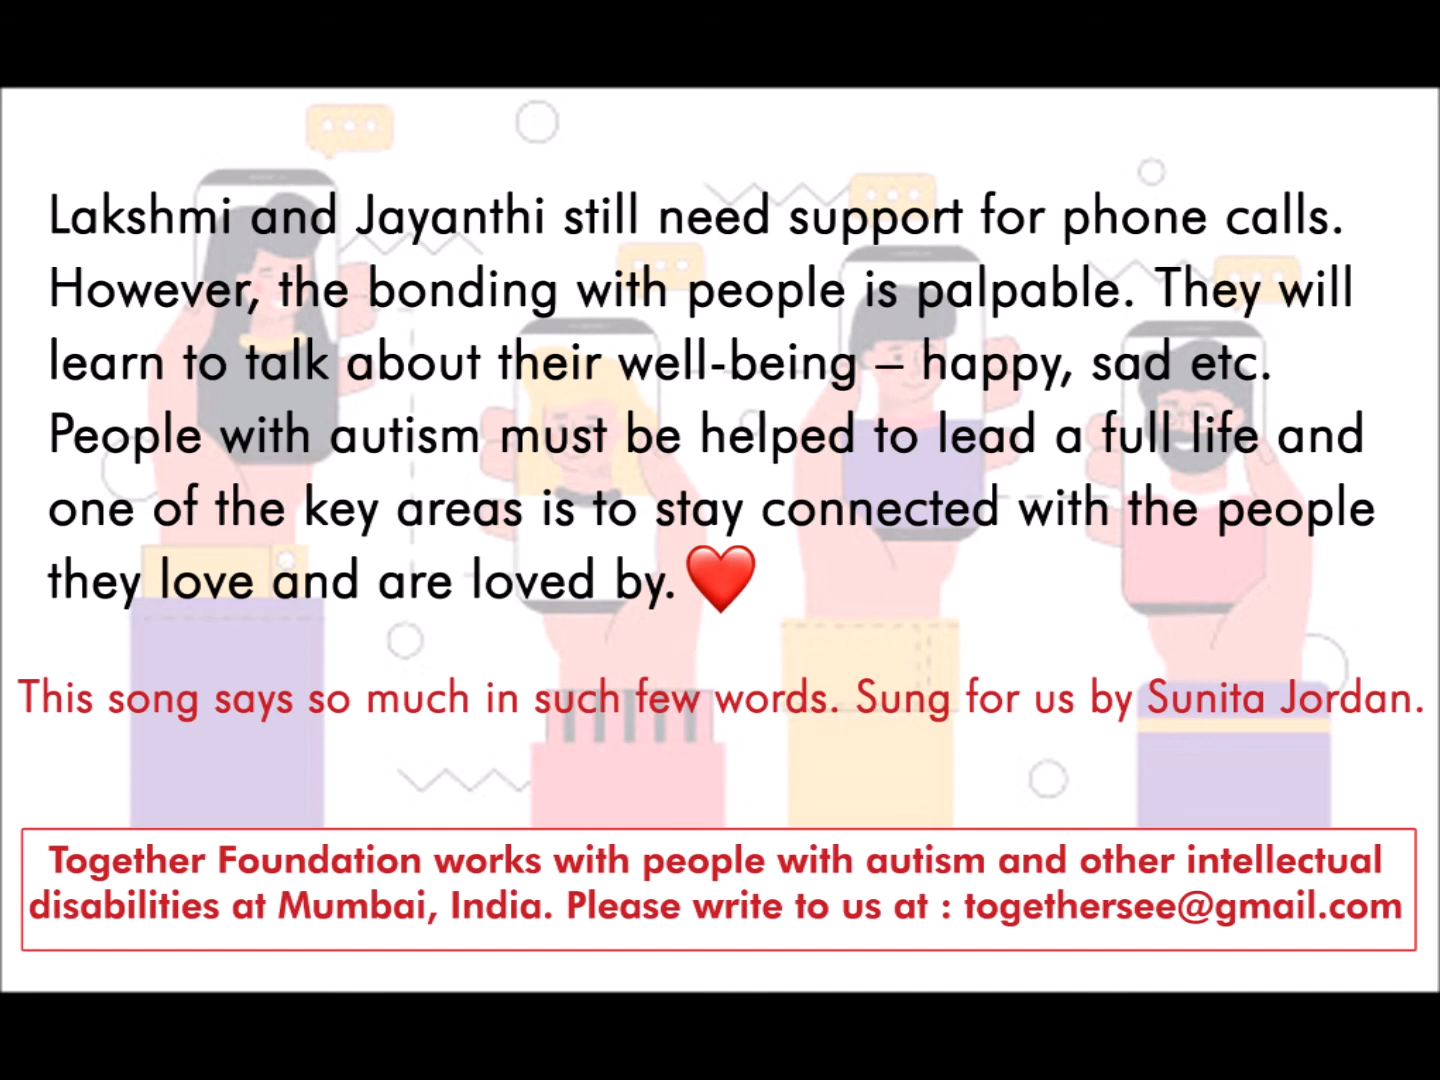 Lakshmi and Jayanthi still need support for phone calls.
However, the bonding with people is palpable. They will
learn to talk about their well-being – happy, sad etc.
People with autism must be helped to lead a full life and
one of the key areas is to stay connected with the people
they love and are loved by. ❤️
This song says so much in such few words. Sung for us by Sunita Jordan.
Together Foundation works with people with autism and other intellectual
disabilities at Mumbai, India. Please write to us at : togethersee@gmail.com